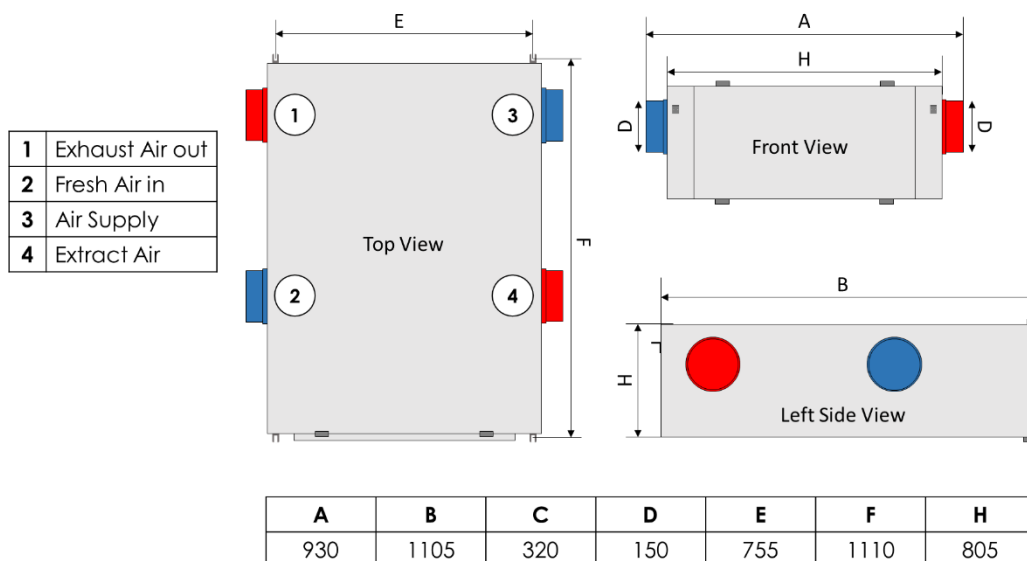 E
A
H
1
3
D
D
Front View
1 Exhaust Air out
2 Fresh Air in
3 Air Supply
4 Extract Air
Top View
F
2
4
B
H
Left Side View
A B C D E F H
930 1105 320 150 755 1110 805